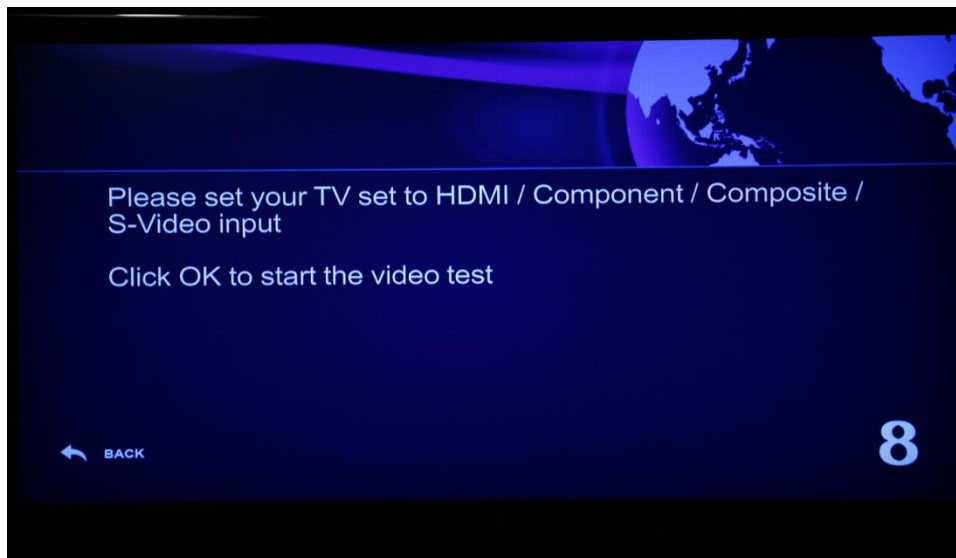 Please set your TV set to HDMI / Component / Composite /
S-Video input
Click OK to start the video test
BACK
8